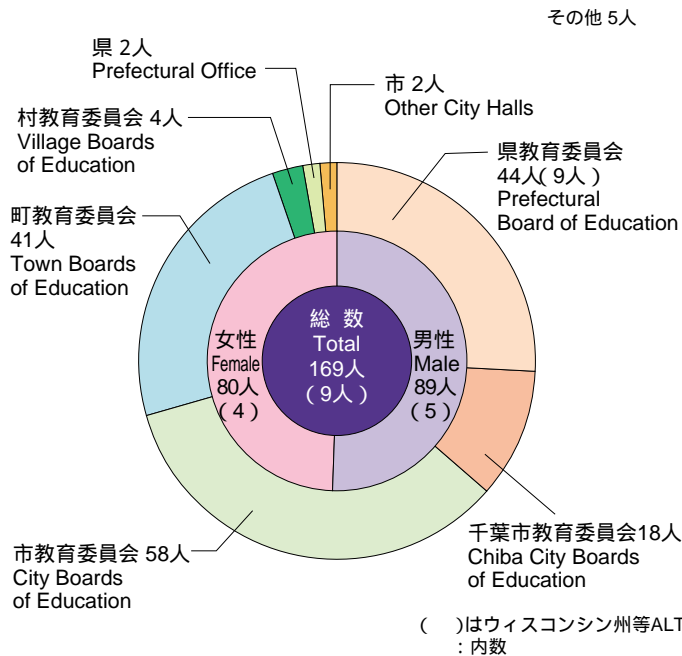 その他 5人
県 2人
Prefectural Office
市 2人
Other City Halls
村教育委員会 4人
Village Boards
of Education
県教育委員会
44人( 9人 )
Prefectural
Board of Education
町教育委員会
41人
Town Boards
of Education
総 数
Total
169人
( 9人 )
女性
Female
80人
( 4 )
男性
Male
89人
( 5 )
市教育委員会 58人
City Boards
of Education
千葉市教育委員会18人
Chiba City Boards
of Education
(　)はウィスコンシン州等ALT
: 内数